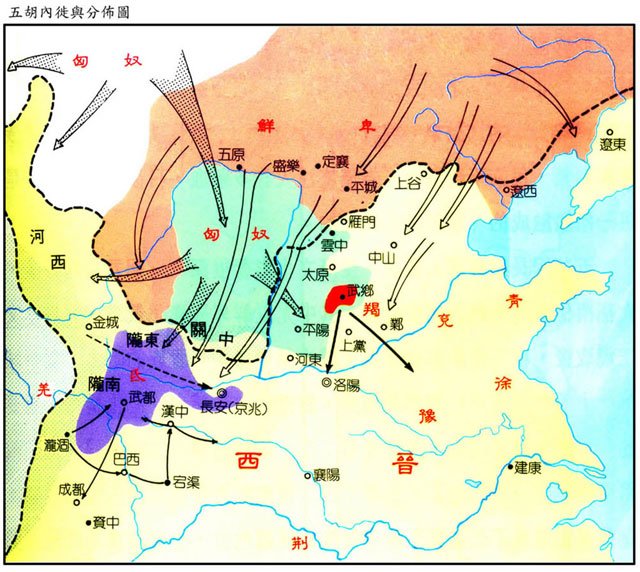 五胡內徙與分佈圖
匈奴
鮮卑
遼東
五原
盛樂
定襄
平城
上谷
遼西
匈奴
雁門
雲中
中山
河西
太原
武鄉
羯
青
兗
金城
隴東
關中
平陽
上黨
鄴
河東
羌
隴南
氐
武都
長安(京兆)
洛陽
徐
豫
漢中
瀧涸
巴西
西晉
宕渠
襄陽
建康
成都
資中
荆